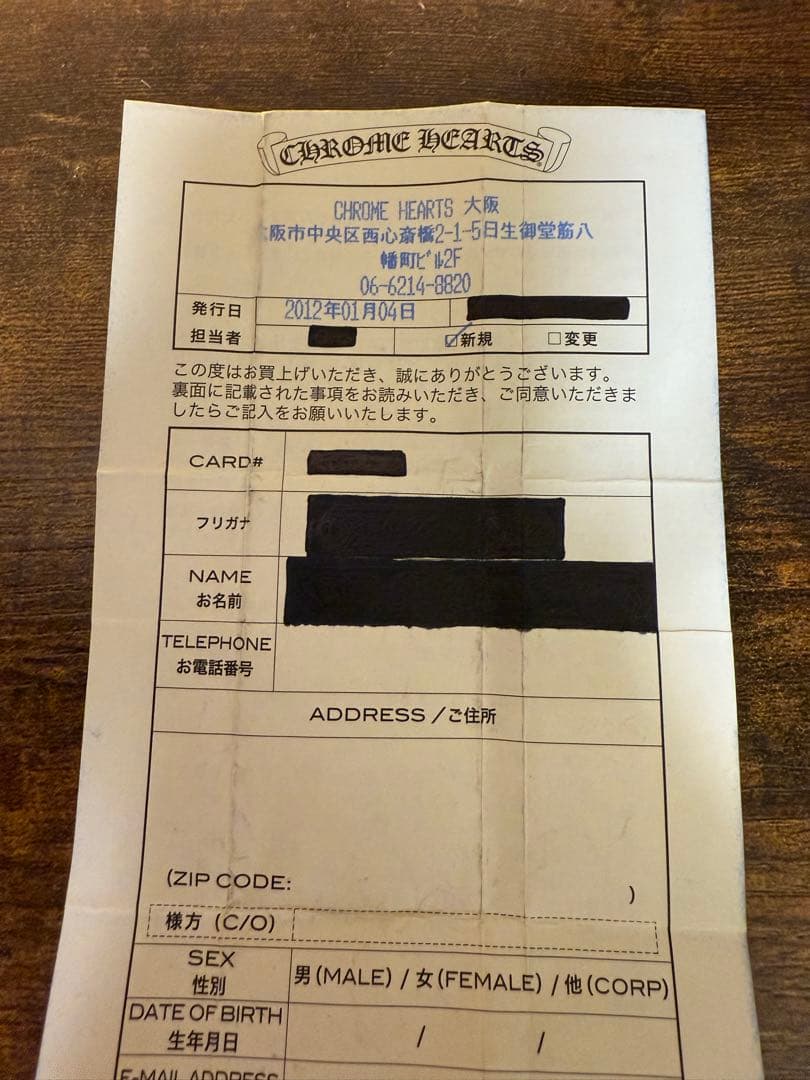 CHROME HEARTS
CHROME HEARTS 大阪
阪市中央区西心斎橋2-1-5日生御堂筋八
幡町ビル2F
06-6214-8820
発行日 2012年01月04日
担当者 ☑新規 □変更
この度はお買上げいただき、誠にありがとうございます。
裏面に記載された事項をお読みいただき、ご同意いただきま
したらご記入をお願いいたします。
CARD#
フリガナ
NAME
お名前
TELEPHONE
お電話番号
ADDRESS / ご住所
(ZIP CODE: )
様方 (C/O)
SEX
性別
男(MALE) / 女(FEMALE) / 他(CORP)
DATE OF BIRTH
生年月日
/ /
E-MAIL ADDRESS